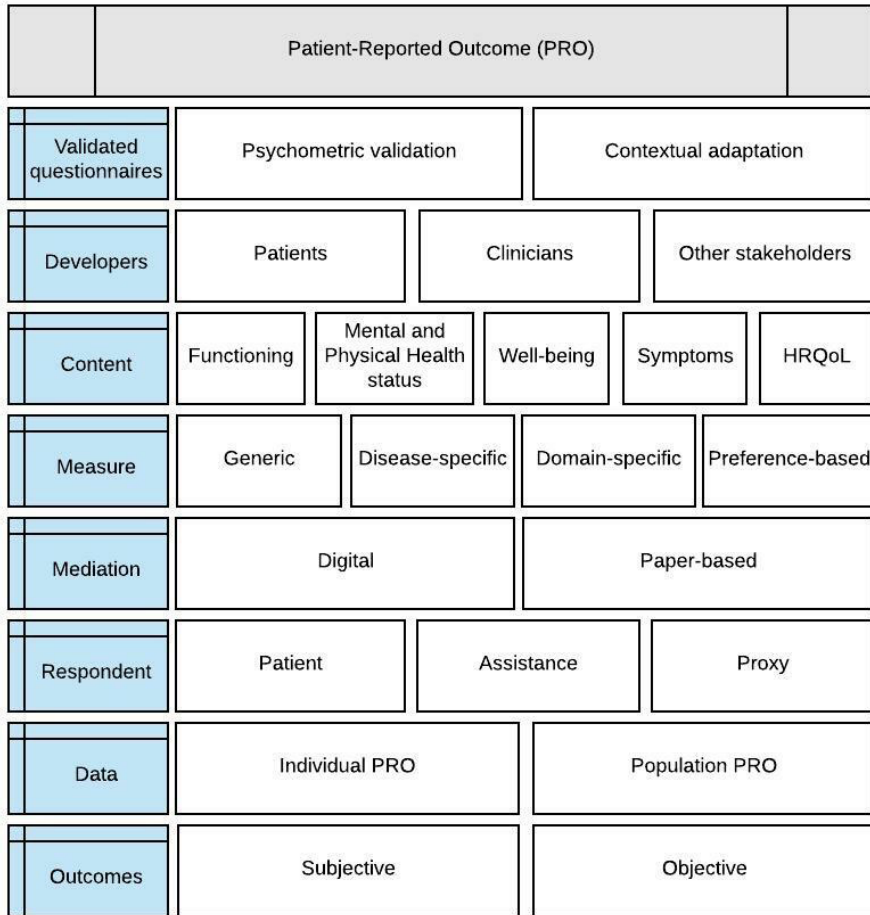 Patient-Reported Outcome (PRO)
Validated
questionnaires
Psychometric validation
Contextual adaptation
Developers
Patients
Clinicians
Other stakeholders
Content
Functioning
Mental and
Physical Health
status
Well-being
Symptoms
HRQoL
Measure
Generic
Disease-specific
Domain-specific
Preference-based
Mediation
Digital
Paper-based
Respondent
Patient
Assistance
Proxy
Data
Individual PRO
Population PRO
Outcomes
Subjective
Objective